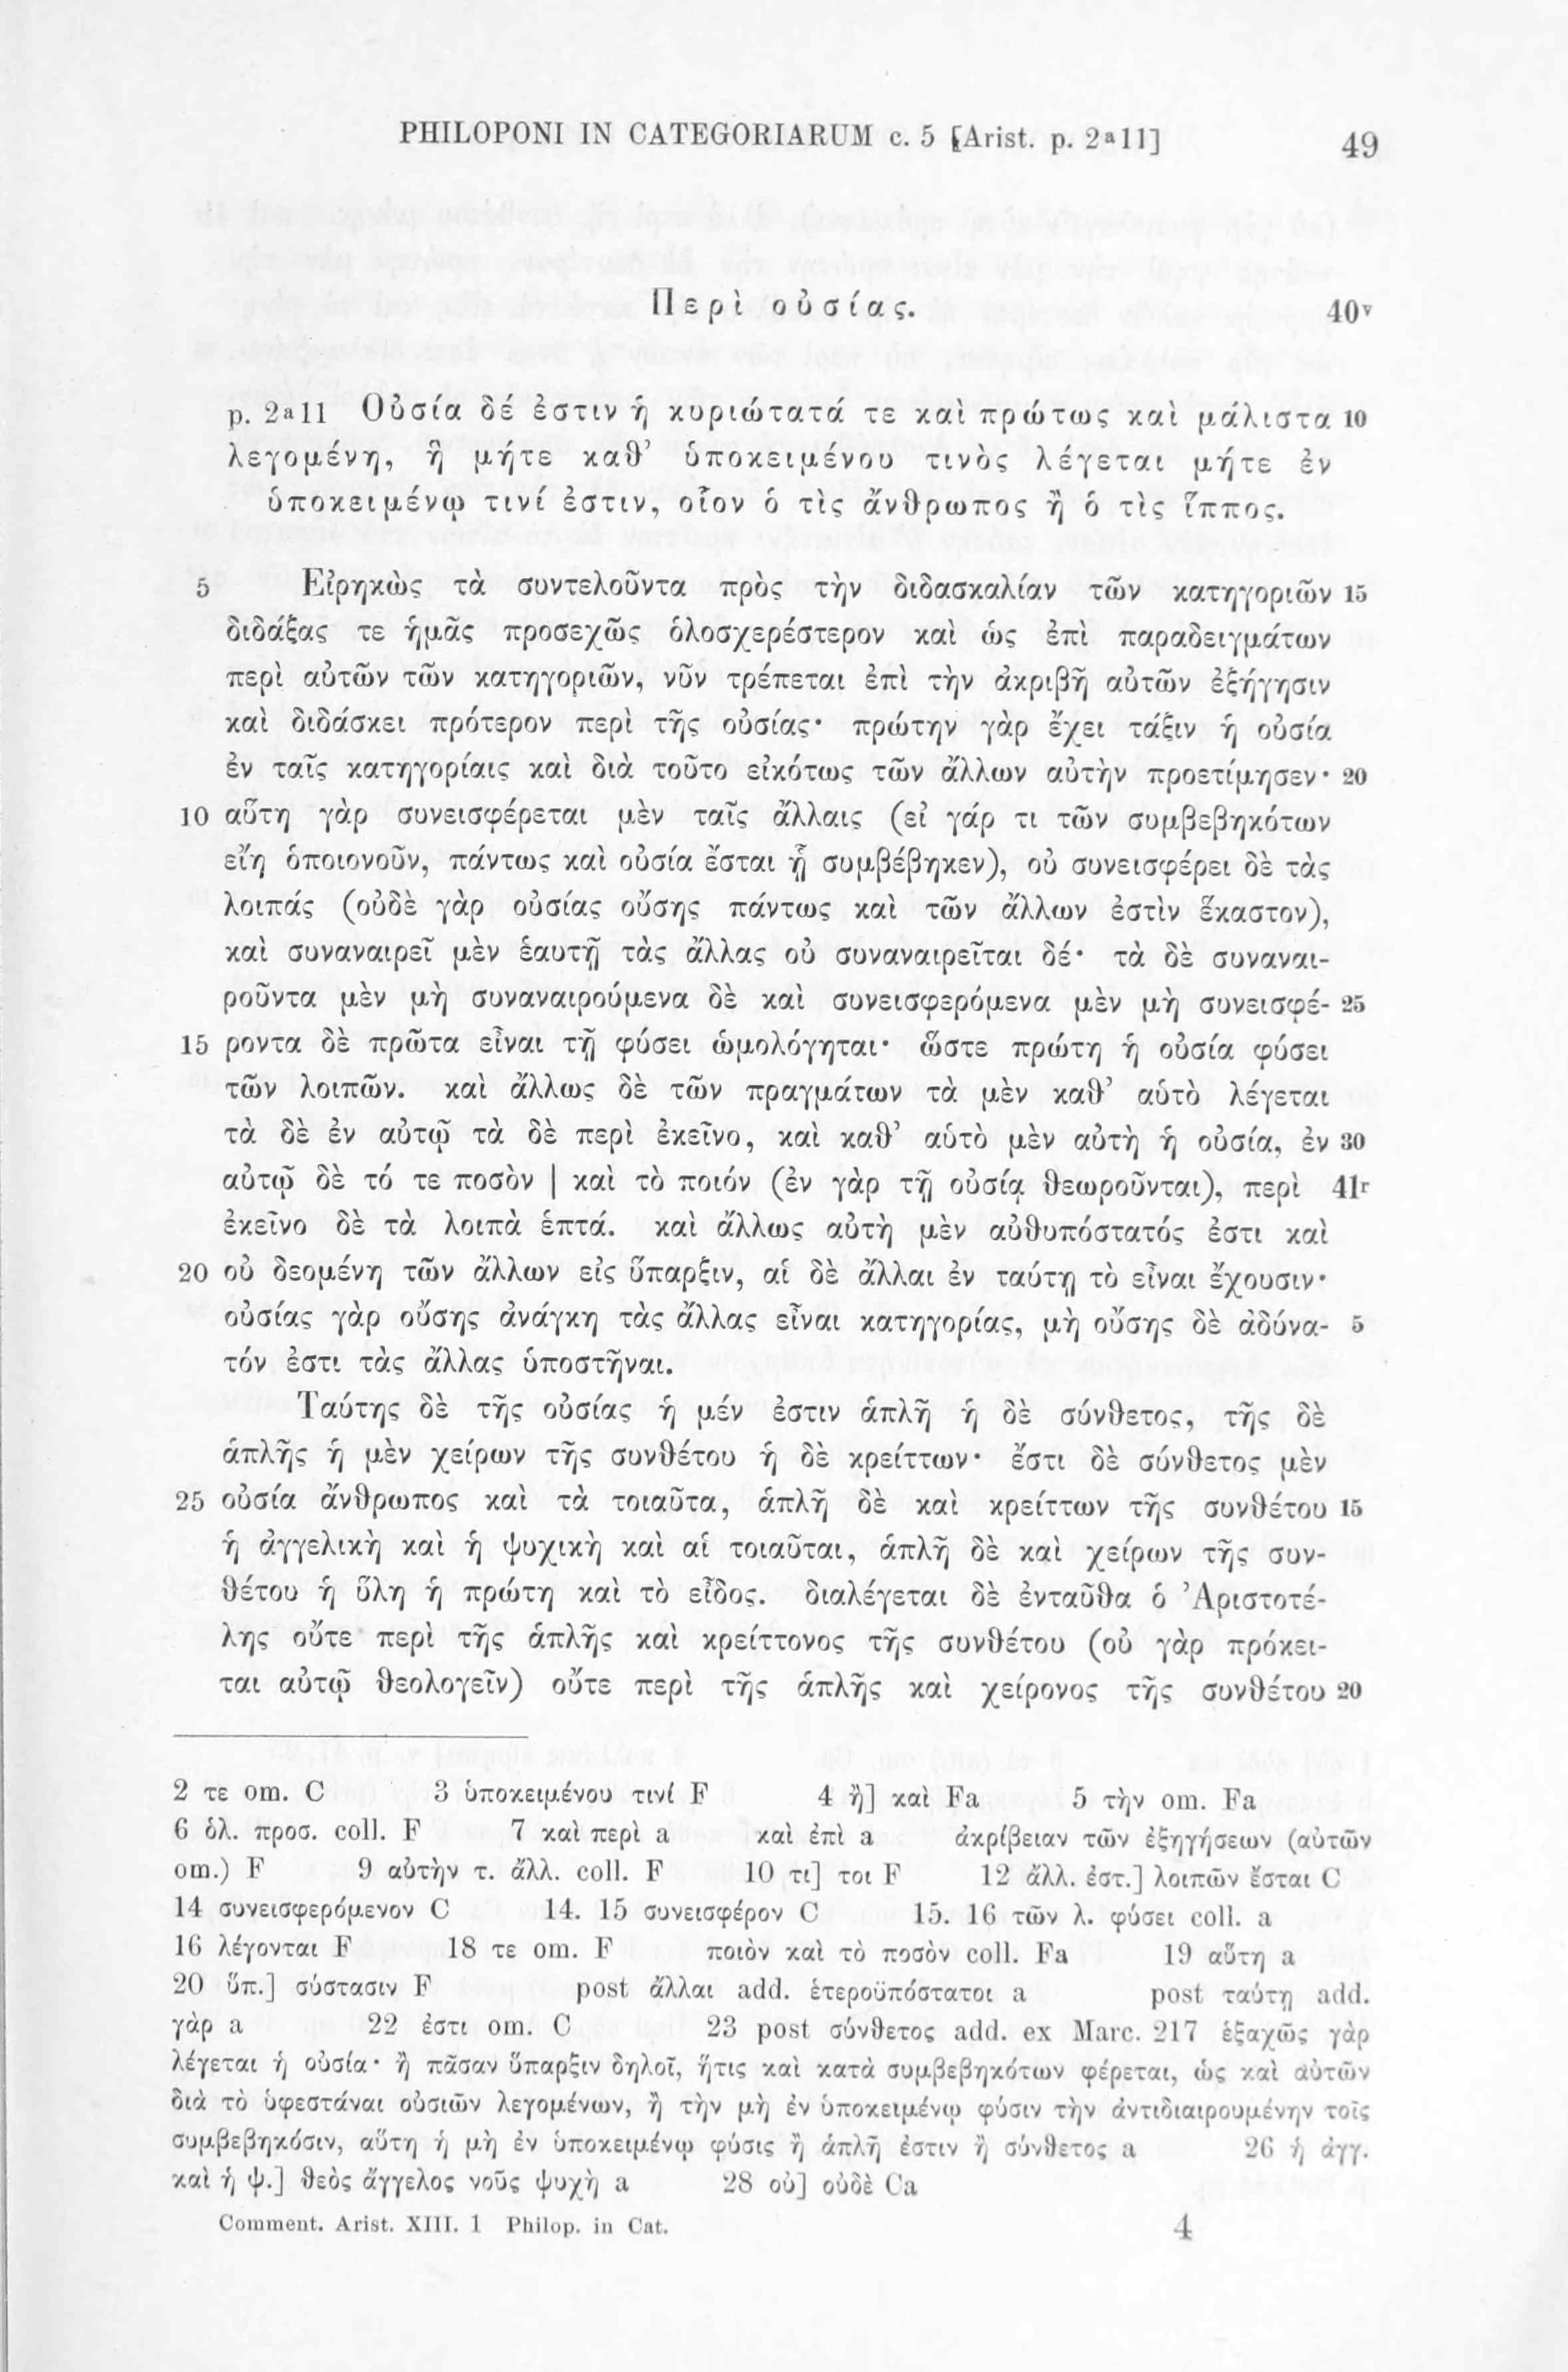 PHILOPONI IN CATEGORIARUM c. 5 [Arist. p. 2a11] 49
Περὶ οὐσίας. 40v
p. 2a11 Οὐσία δέ ἐστιν ἡ κυριώτατά τε καὶ πρώτως καὶ μάλιστα 10
λεγομένη, ἣ μήτε καθ’ ὑποκειμένου τινὸς λέγεται μήτε ἐν
ὑποκειμένῳ τινί ἐστιν, οἷον ὁ τὶς ἄνθρωπος ἢ ὁ τὶς ἵππος.
5 Εἰρηκὼς τὰ συντελοῦντα πρὸς τὴν διδασκαλίαν τῶν κατηγοριῶν 15
διδάξας τε ἡμᾶς προσεχῶς ὁλοσχερέστερον καὶ ὡς ἐπὶ παραδειγμάτων
περὶ αὐτῶν τῶν κατηγοριῶν, νῦν τρέπεται ἐπὶ τὴν ἀκριβῆ αὐτῶν ἐξήγησιν
καὶ διδάσκει πρότερον περὶ τῆς οὐσίας· πρώτην γὰρ ἔχει τάξιν ἡ οὐσία
ἐν ταῖς κατηγορίαις καὶ διὰ τοῦτο εἰκότως τῶν ἄλλων αὐτὴν προετίμησεν· 20
10 αὕτη γὰρ συνεισφέρεται μὲν ταῖς ἄλλαις (εἰ γάρ τι τῶν συμβεβηκότων
εἴη ὁποιονοῦν, πάντως καὶ οὐσία ἔσται ᾗ συμβέβηκεν), οὐ συνεισφέρει δὲ τὰς
λοιπάς (οὐδὲ γὰρ οὐσίας οὔσης πάντως καὶ τῶν ἄλλων ἐστὶν ἕκαστον),
καὶ συναναιρεῖ μὲν ἑαυτῇ τὰς ἄλλας οὐ συναναιρεῖται δέ· τὰ δὲ συναναι-
ροῦντα μὲν μὴ συναναιρούμενα δὲ καὶ συνεισφερόμενα μὲν μὴ συνεισφέ- 25
15 ροντα δὲ πρῶτα εἶναι τῇ φύσει ὡμολόγηται· ὥστε πρώτη ἡ οὐσία φύσει
τῶν λοιπῶν. καὶ ἄλλως δὲ τῶν πραγμάτων τὰ μὲν καθ’ αὑτὸ λέγεται
τὰ δὲ ἐν αὐτῷ τὰ δὲ περὶ ἐκεῖνο, καὶ καθ’ αὑτὸ μὲν αὐτὴ ἡ οὐσία, ἐν 30
αὐτῷ δὲ τό τε ποσὸν | καὶ τὸ ποιόν (ἐν γὰρ τῇ οὐσίᾳ θεωροῦνται), περὶ 41r
ἐκεῖνο δὲ τὰ λοιπὰ ἑπτά. καὶ ἄλλως αὐτὴ μὲν αὐθυπόστατός ἐστι καὶ
20 οὐ δεομένη τῶν ἄλλων εἰς ὕπαρξιν, αἱ δὲ ἄλλαι ἐν ταύτῃ τὸ εἶναι ἔχουσιν·
οὐσίας γὰρ οὔσης ἀνάγκη τὰς ἄλλας εἶναι κατηγορίας, μὴ οὔσης δὲ ἀδύνα- 5
τόν ἐστι τὰς ἄλλας ὑποστῆναι.
Ταύτης δὲ τῆς οὐσίας ἡ μέν ἐστιν ἁπλῆ ἡ δὲ σύνθετος, τῆς δὲ
ἁπλῆς ἡ μὲν χείρων τῆς συνθέτου ἡ δὲ κρείττων· ἔστι δὲ σύνθετος μὲν
25 οὐσία ἄνθρωπος καὶ τὰ τοιαῦτα, ἁπλῆ δὲ καὶ κρείττων τῆς συνθέτου 15
ἡ ἀγγελικὴ καὶ ἡ ψυχικὴ καὶ αἱ τοιαῦται, ἁπλῆ δὲ καὶ χείρων τῆς συν-
θέτου ἡ ὕλη ἡ πρώτη καὶ τὸ εἶδος. διαλέγεται δὲ ἐνταῦθα ὁ Ἀριστοτέ-
λης οὔτε περὶ τῆς ἁπλῆς καὶ κρείττονος τῆς συνθέτου (οὐ γὰρ πρόκει-
ται αὐτῷ θεολογεῖν) οὔτε περὶ τῆς ἁπλῆς καὶ χείρονος τῆς συνθέτου 20
2 τε om. C 3 ὑποκειμένου τινί F 4 ἢ] καὶ Fa 5 τὴν om. Fa
6 ὁλ. προσ. coll. F 7 καὶ περὶ a καὶ ἐπὶ a ἀκρίβειαν τῶν ἐξηγήσεων (αὐτῶν
om.) F 9 αὐτὴν τ. ἄλλ. coll. F 10 τι] τοι F 12 ἄλλ. ἐστ.] λοιπῶν ἔσται C
14 συνεισφερόμενον C 14. 15 συνεισφέρον C 15. 16 τῶν λ. φύσει coll. a
16 λέγονται F 18 τε om. F ποιὸν καὶ τὸ ποσὸν coll. Fa 19 αὕτη a
20 ὕπ.] σύστασιν F post ἄλλαι add. ἑτεροϋπόστατοι a post ταύτῃ add.
γὰρ a 22 ἐστι om. C 23 post σύνθετος add. ex Marc. 217 ἑξαχῶς γὰρ
λέγεται ἡ οὐσία· ἢ πᾶσαν ὕπαρξιν δηλοῖ, ἥτις καὶ κατὰ συμβεβηκότων φέρεται, ὡς καὶ αὐτῶν
διὰ τὸ ὑφεστάναι οὐσιῶν λεγομένων, ἢ τὴν μὴ ἐν ὑποκειμένῳ φύσιν τὴν ἀντιδιαιρουμένην τοῖς
συμβεβηκόσιν, αὕτη ἡ μὴ ἐν ὑποκειμένῳ φύσις ἢ ἁπλῆ ἐστιν ἢ σύνθετος a 26 ἡ ἀγγ.
καὶ ἡ ψ.] θεὸς ἄγγελος νοῦς ψυχὴ a 28 οὐ] οὐδὲ Ca
Comment. Arist. XIII. 1 Philop. in Cat. 4